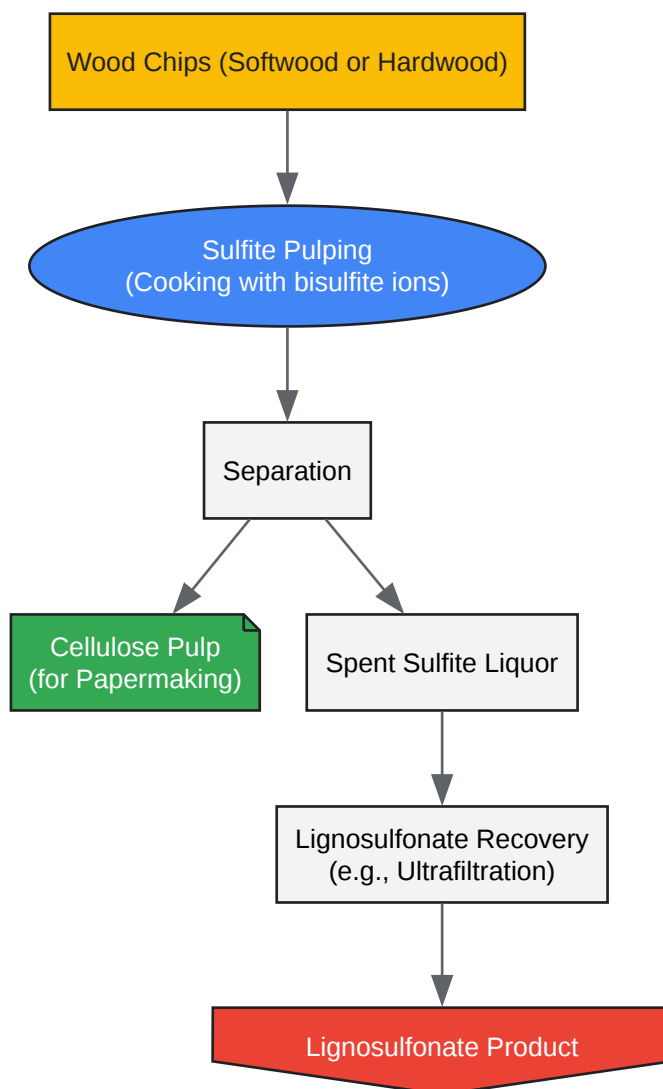 Wood Chips (Softwood or Hardwood)
Sulfite Pulping
(Cooking with bisulfite ions)
Separation
Cellulose Pulp
(for Papermaking)
Spent Sulfite Liquor
Lignosulfonate Recovery
(e.g., Ultrafiltration)
Lignosulfonate Product